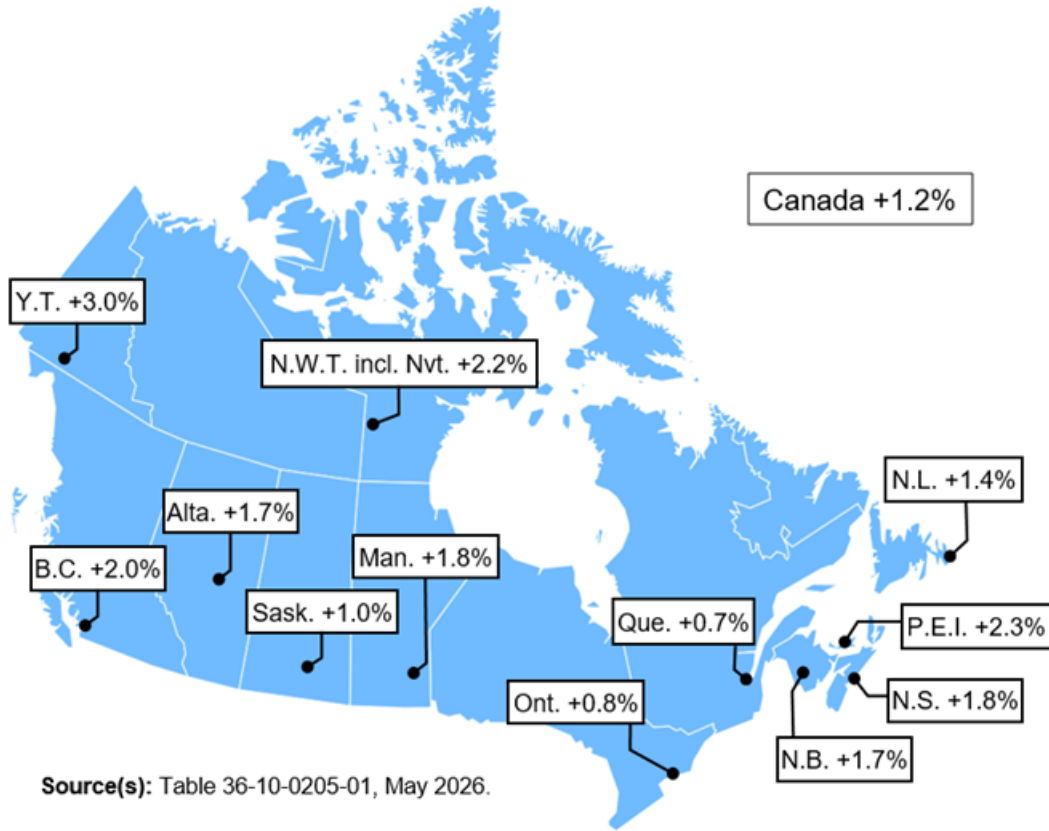 Canada +1.2%
Y.T. +3.0%
N.W.T. incl. Nvt. +2.2%
N.L. +1.4%
Alta. +1.7%
Man. +1.8%
B.C. +2.0%
Sask. +1.0%
Que. +0.7%
P.E.I. +2.3%
Ont. +0.8%
N.S. +1.8%
N.B. +1.7%
Source(s): Table 36-10-0205-01, May 2026.